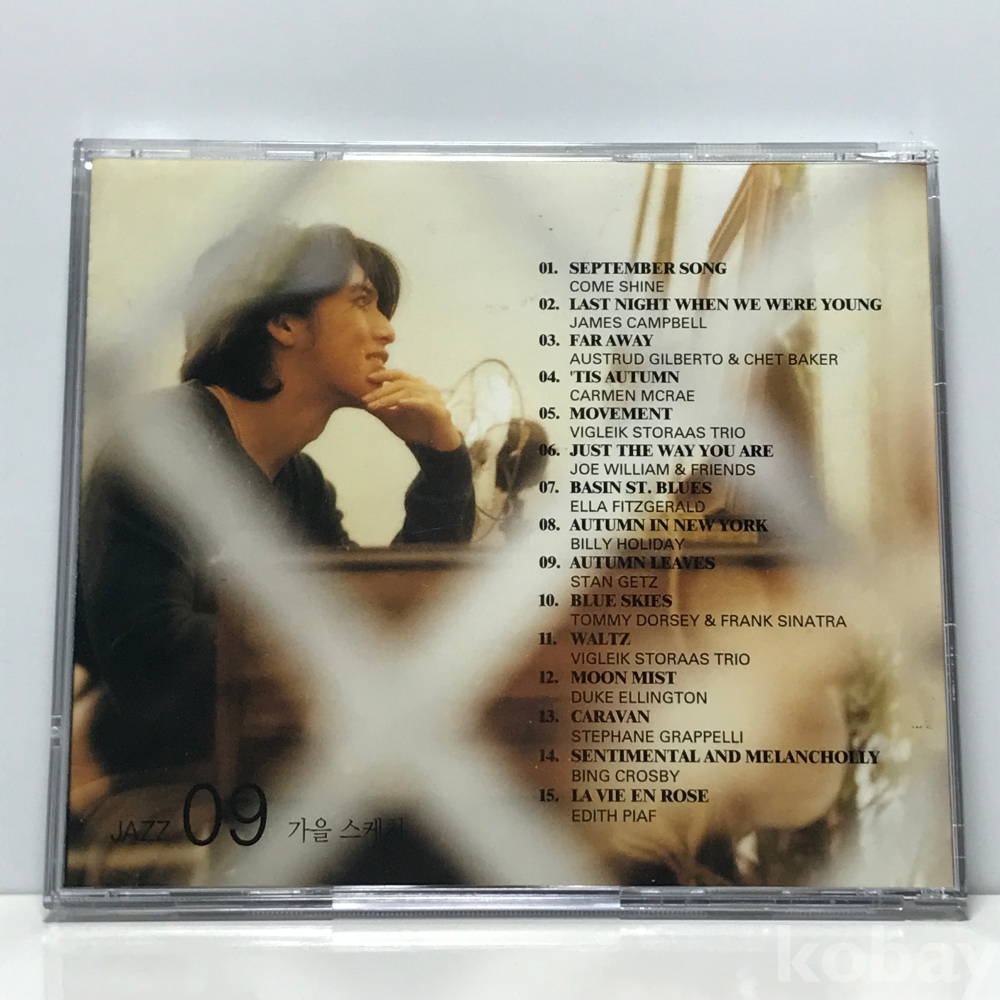 01. SEPTEMBER SONG
COME SHINE
02. LAST NIGHT WHEN WE WERE YOUNG
JAMES CAMPBELL
03. FAR AWAY
AUSTRUD GILBERTO & CHET BAKER
04. 'TIS AUTUMN
CARMEN MCRAE
05. MOVEMENT
VIGLEIK STORAAS TRIO
06. JUST THE WAY YOU ARE
JOE WILLIAM & FRIENDS
07. BASIN ST. BLUES
ELLA FITZGERALD
08. AUTUMN IN NEW YORK
BILLY HOLIDAY
09. AUTUMN LEAVES
STAN GETZ
10. BLUE SKIES
TOMMY DORSEY & FRANK SINATRA
11. WALTZ
VIGLEIK STORAAS TRIO
12. MOON MIST
DUKE ELLINGTON
13. CARAVAN
STEPHANE GRAPPELLI
14. SENTIMENTAL AND MELANCHOLLY
BING CROSBY
15. LA VIE EN ROSE
EDITH PIAF
JAZZ 09 가을 스케치
kobay